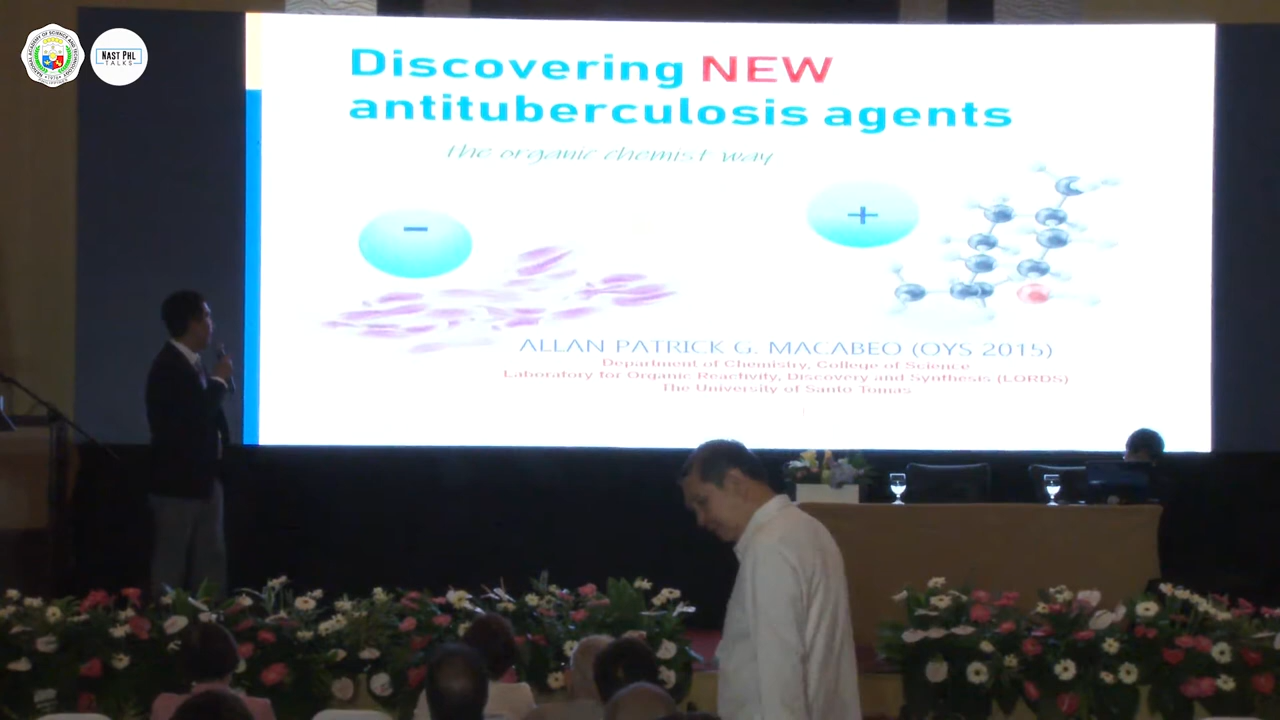 NAST PHL
TALKS
Discovering NEW
antituberculosis agents
the organic chemist way
−
+
ALLAN PATRICK G. MACABEO (OYS 2015)
Department of Chemistry, College of Science
Laboratory for Organic Reactivity, Discovery and Synthesis (LORDS)
The University of Santo Tomas